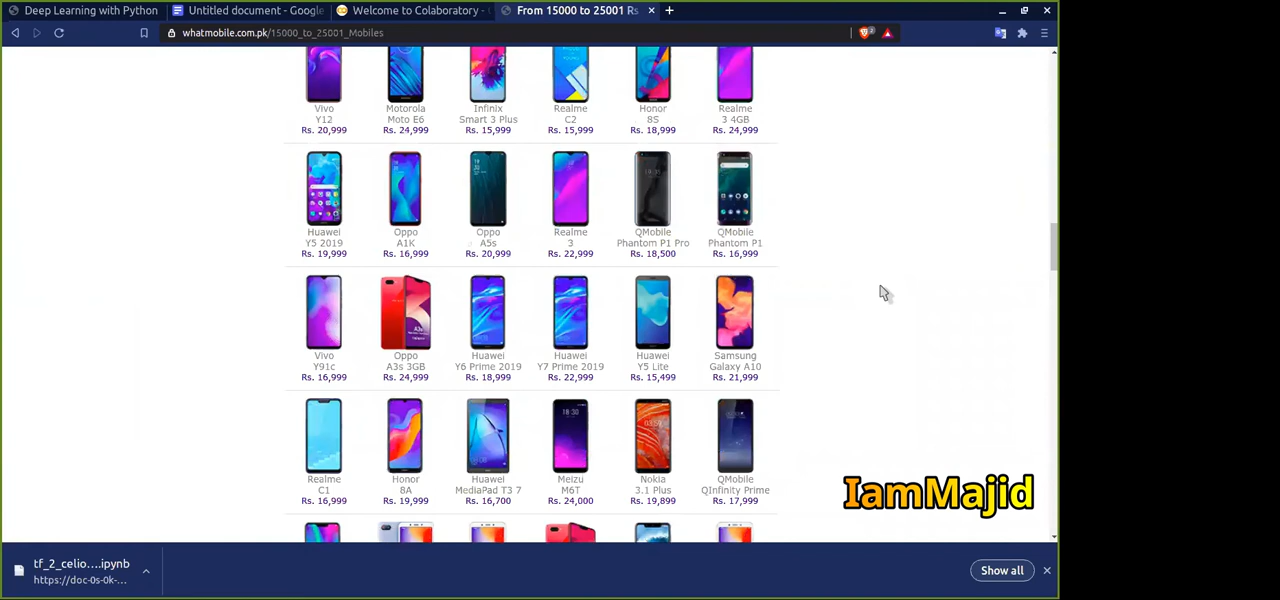 Deep Learning with Python
Untitled document - Google
Welcome to Colaboratory -
From 15000 to 25001 Rs
whatmobile.com.pk/15000_to_25001_Mobiles
2
Vivo Y12 Rs. 20,999
Motorola Moto E6 Rs. 24,999
Infinix Smart 3 Plus Rs. 15,999
Realme C2 Rs. 15,999
Honor 8S Rs. 18,999
Realme 3 4GB Rs. 24,999
Huawei Y5 2019 Rs. 19,999
Oppo A1K Rs. 16,999
Oppo A5s Rs. 20,999
Realme 3 Rs. 22,999
QMobile Phantom P1 Pro Rs. 18,500
QMobile Phantom P1 Rs. 16,999
Vivo Y91c Rs. 16,999
Oppo A3s 3GB Rs. 24,999
Huawei Y6 Prime 2019 Rs. 18,999
Huawei Y7 Prime 2019 Rs. 22,999
Huawei Y5 Lite Rs. 15,499
Samsung Galaxy A10 Rs. 21,999
Realme C1 Rs. 16,999
Honor 8A Rs. 19,999
Huawei MediaPad T3 7 Rs. 16,700
Meizu M6T Rs. 24,000
Nokia 3.1 Plus Rs. 19,899
QMobile QInfinity Prime Rs. 17,999
IamMajid
tf_2_celio....ipynb
https://doc-0s-0k-...
Show all